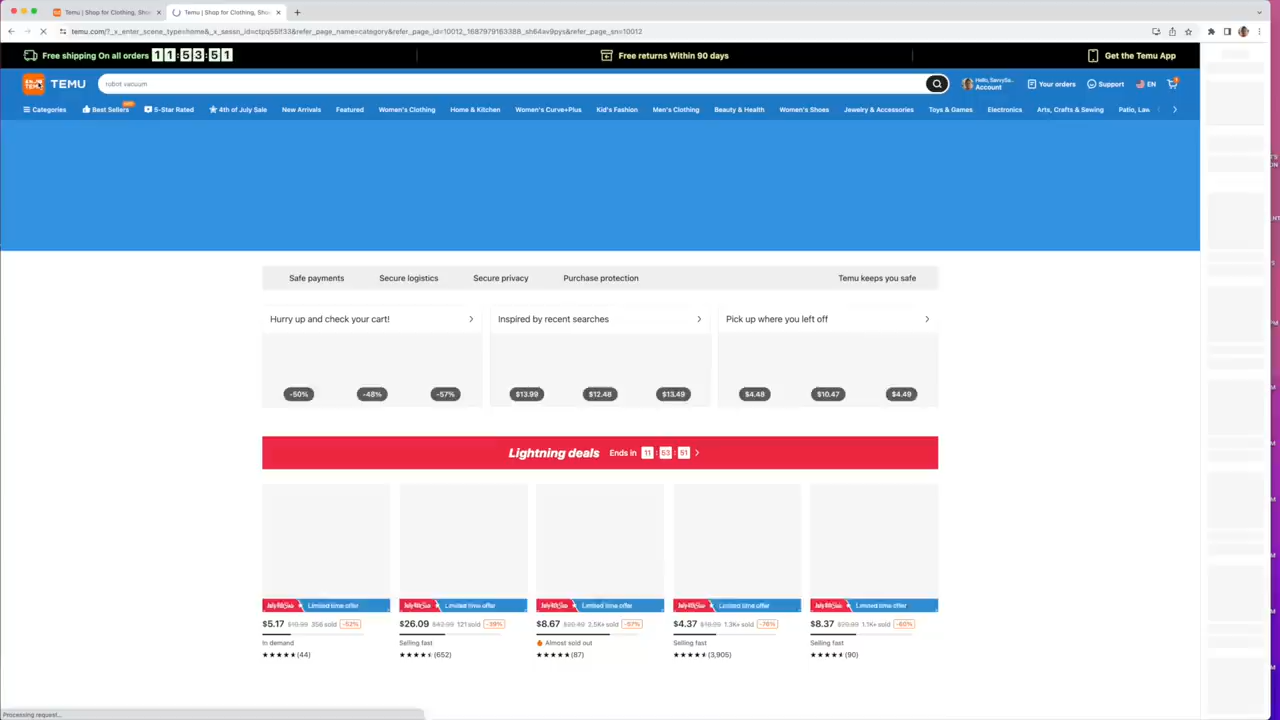 Temu | Shop for Clothing, Sho
Temu | Shop for Clothing, Sho
temu.com/?_x_enter_scene_type=home&_x_sessn_id=ctpq55lf33&refer_page_name=category&refer_page_id=10012_1687979163388_sh64av9pys&refer_page_sn=10012
Free shipping On all orders 11:53:51
Free returns Within 90 days
Get the Temu App
TEMU
TEMU
robot vacuum
Hello, SavvySa...
Account
Your orders
Support
EN
Categories
Best Sellers
5-Star Rated
4th of July Sale
New Arrivals
Featured
Women's Clothing
Home & Kitchen
Women's Curve+Plus
Kid's Fashion
Men's Clothing
Beauty & Health
Women's Shoes
Jewelry & Accessories
Toys & Games
Electronics
Arts, Crafts & Sewing
Patio, Law
Safe payments
Secure logistics
Secure privacy
Purchase protection
Temu keeps you safe
Hurry up and check your cart!
Inspired by recent searches
Pick up where you left off
-50% -48% -57%
$13.99 $12.48 $13.49
$4.48 $10.47 $4.49
Lightning deals Ends in 11 : 53 : 51
Limited time offer
Limited time offer
Limited time offer
Limited time offer
Limited time offer
$5.17 356 sold -52%
$26.09 121 sold -39%
$8.67 2.5K+ sold -57%
$4.37 1.3K+ sold -76%
$8.37 1.1K+ sold -60%
In demand
Selling fast
Almost sold out
Selling fast
Selling fast
(44)
(652)
(87)
(3,905)
(90)
Processing request...